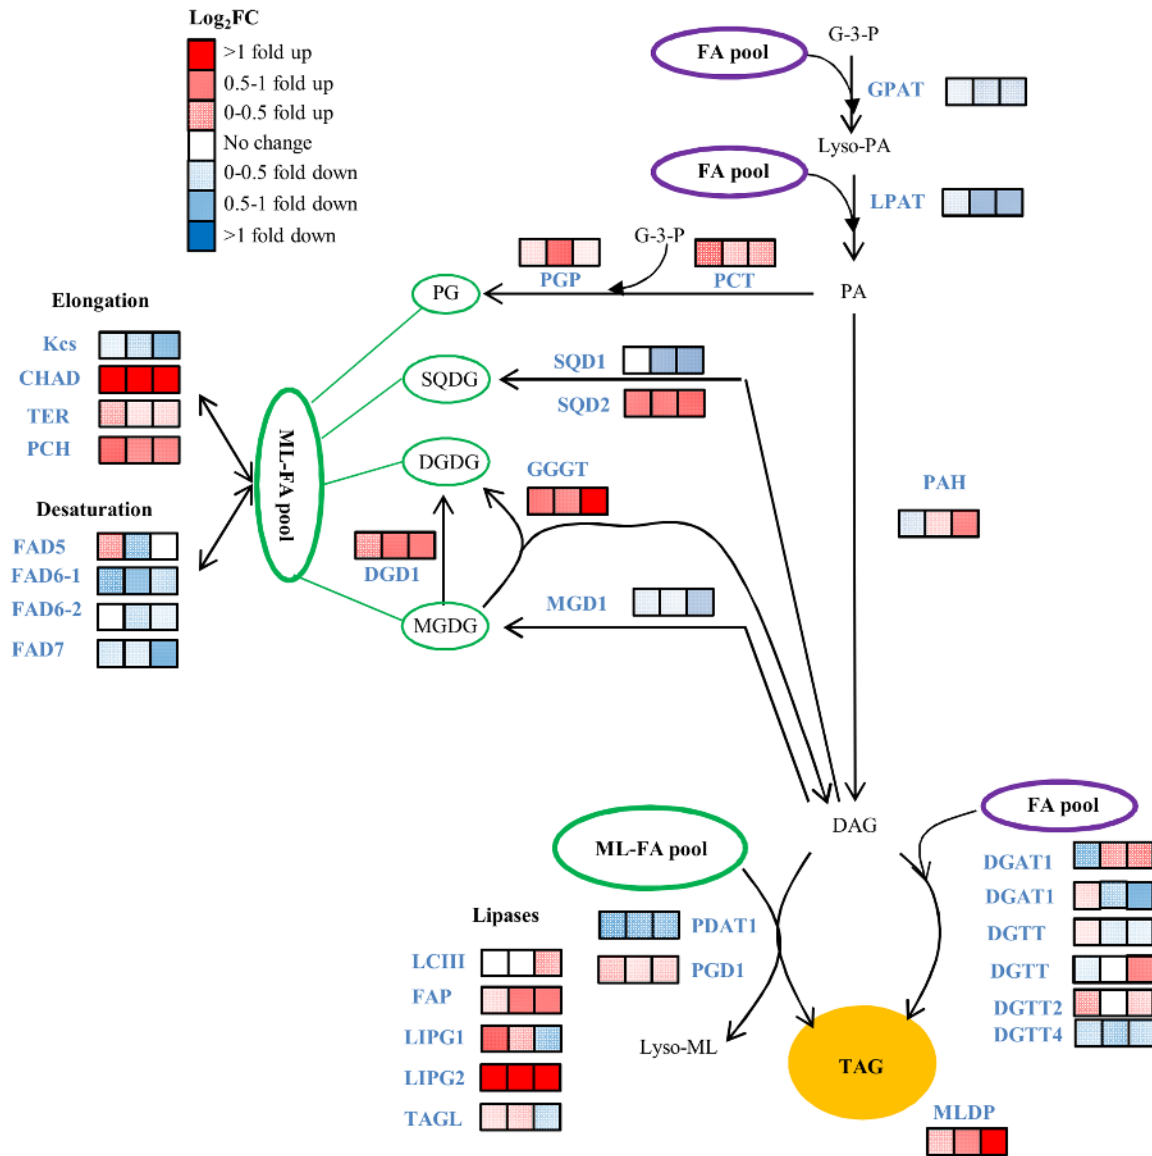 Log₂FC
>1 fold up
0.5-1 fold up
0-0.5 fold up
No change
0-0.5 fold down
0.5-1 fold down
>1 fold down
G-3-P
FA pool
GPAT
Lyso-PA
FA pool
LPAT
G-3-P
PGP
PCT
PG
PA
Elongation
Kcs
CHAD
TER
PCH
SQD1
SQDG
SQD2
ML-FA pool
DGDG
GGGT
PAH
Desaturation
FAD5
FAD6-1
FAD6-2
FAD7
DGD1
MGD1
MGDG
DAG
FA pool
ML-FA pool
DGAT1
DGAT1
DGTT
DGTT
DGTT2
DGTT4
PDAT1
PGD1
Lipases
LCIII
FAP
LIPG1
LIPG2
TAGL
Lyso-ML
TAG
MLDP